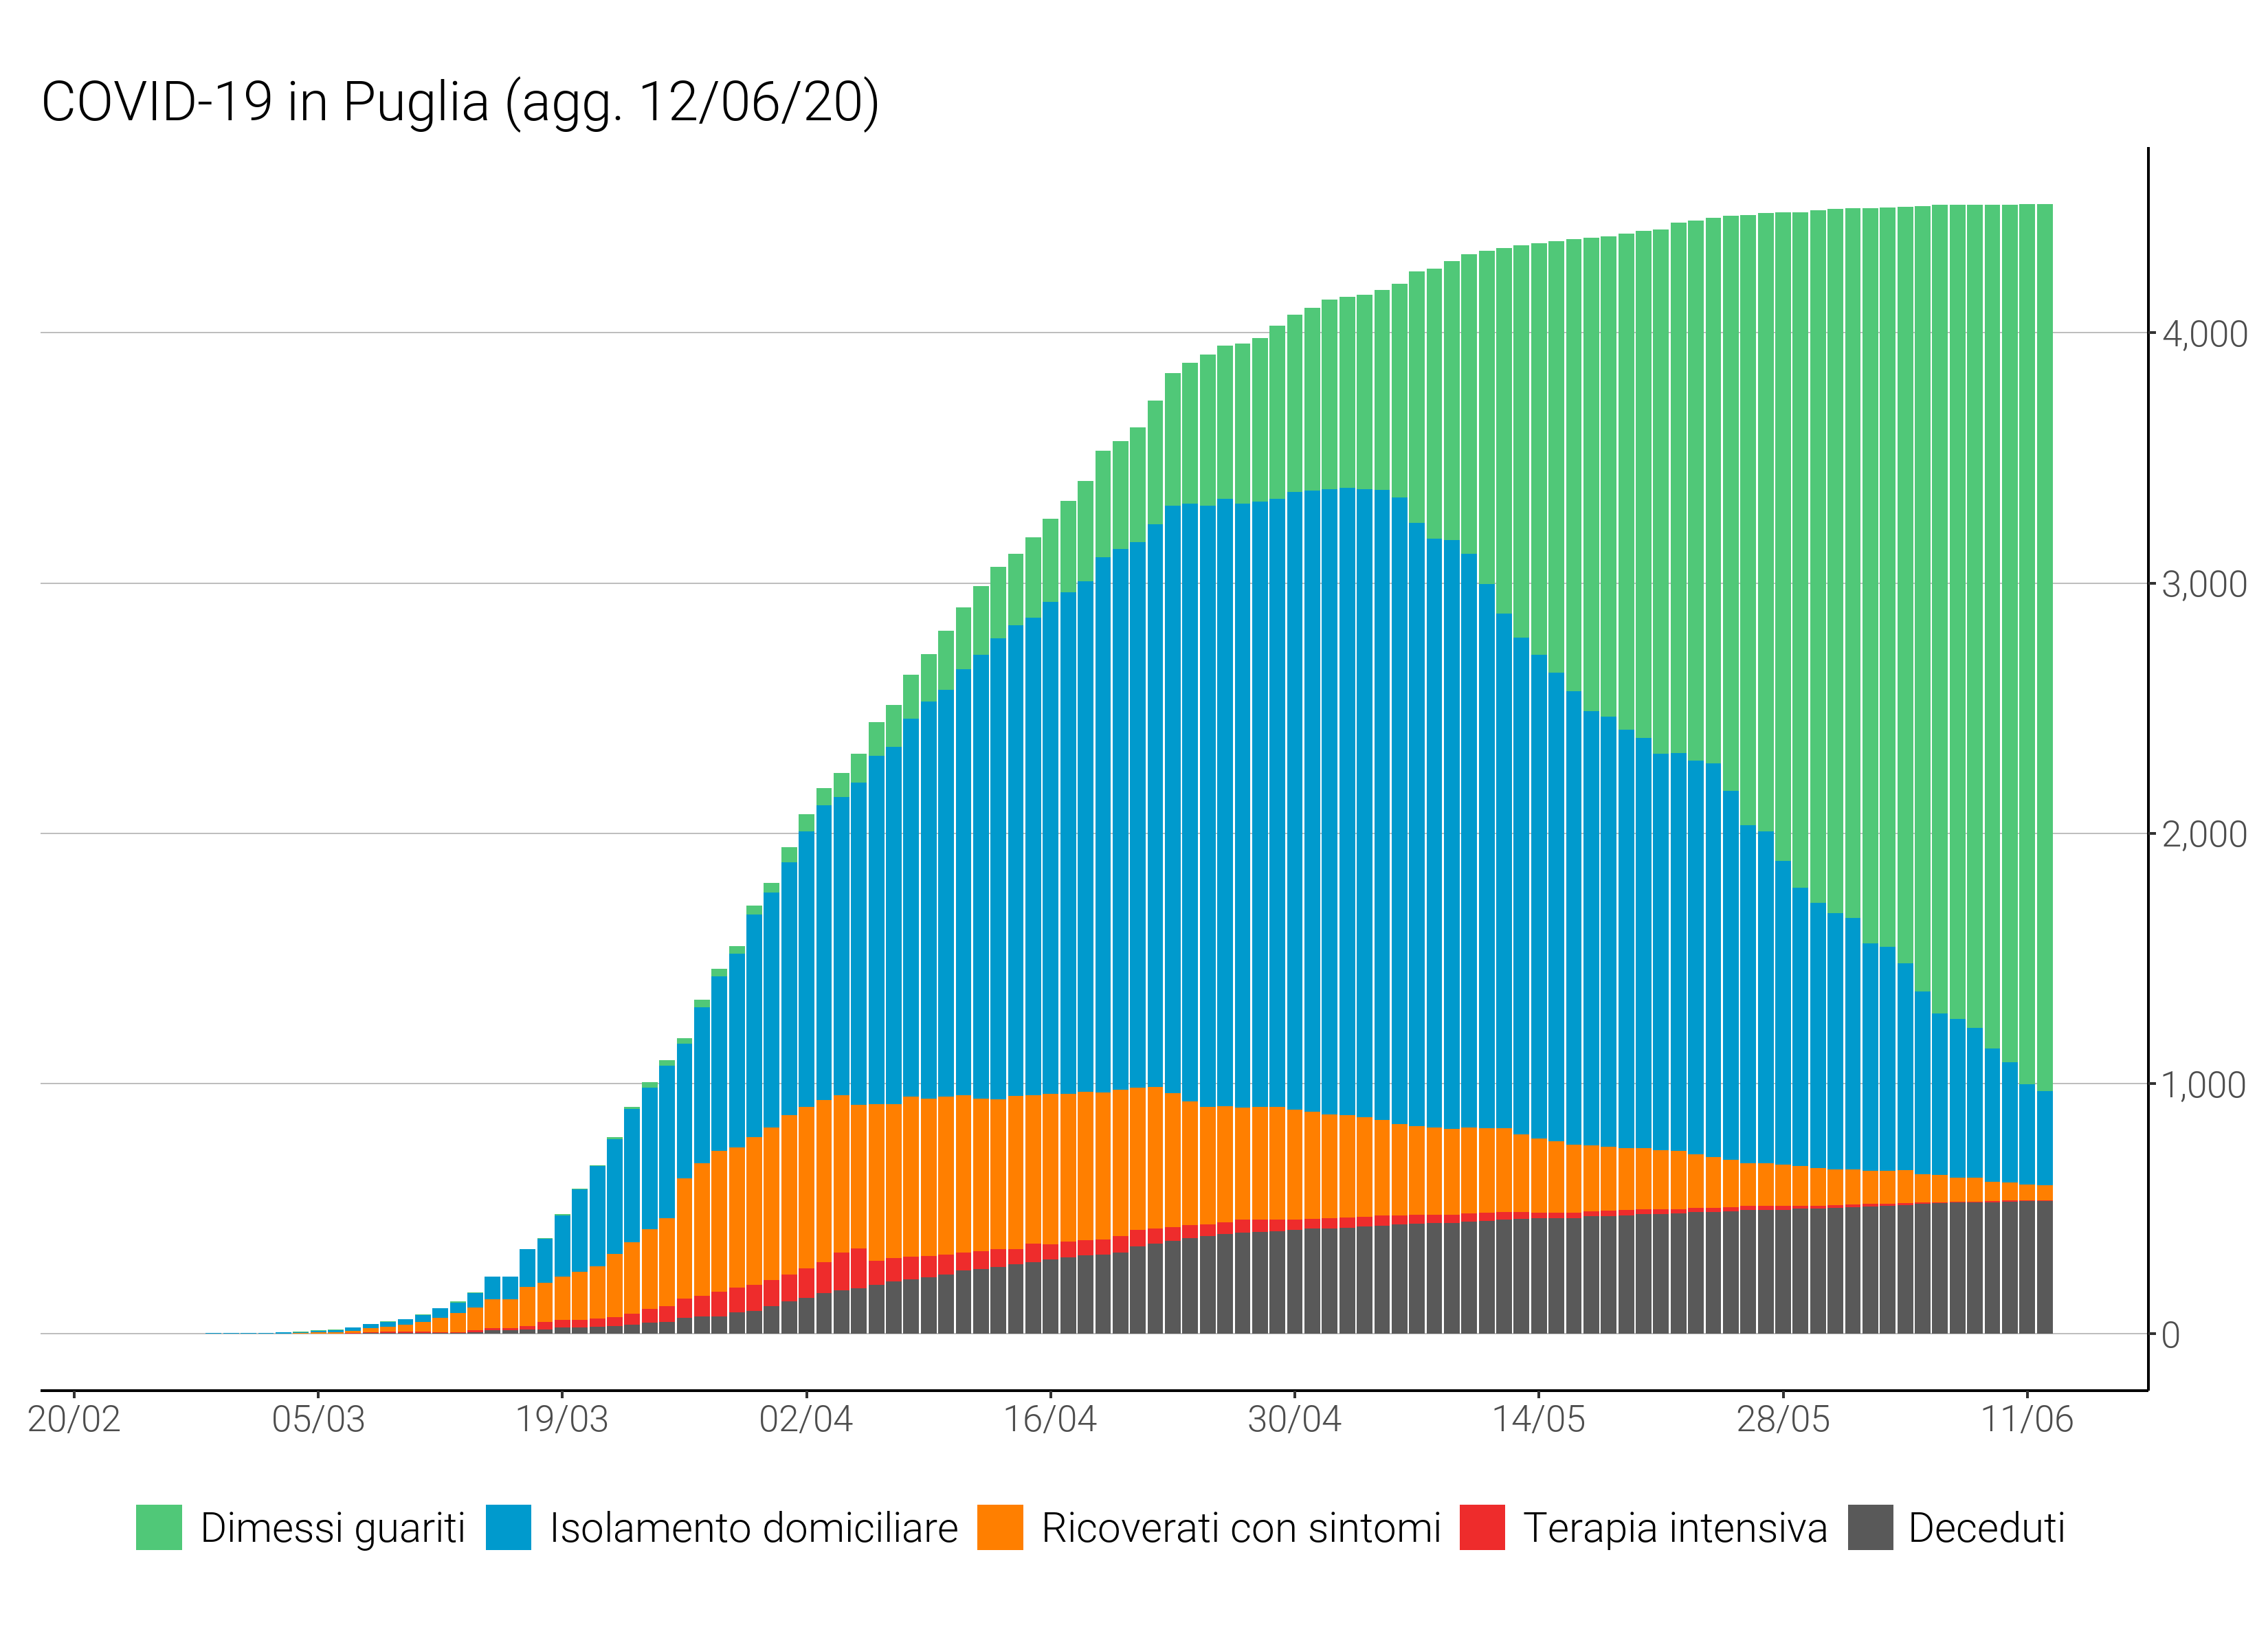 COVID-19 in Puglia (agg. 12/06/20)
4,000
3,000
2,000
1,000
0
20/02 05/03 19/03 02/04 16/04 30/04 14/05 28/05 11/06
Dimessi guariti Isolamento domiciliare Ricoverati con sintomi Terapia intensiva Deceduti